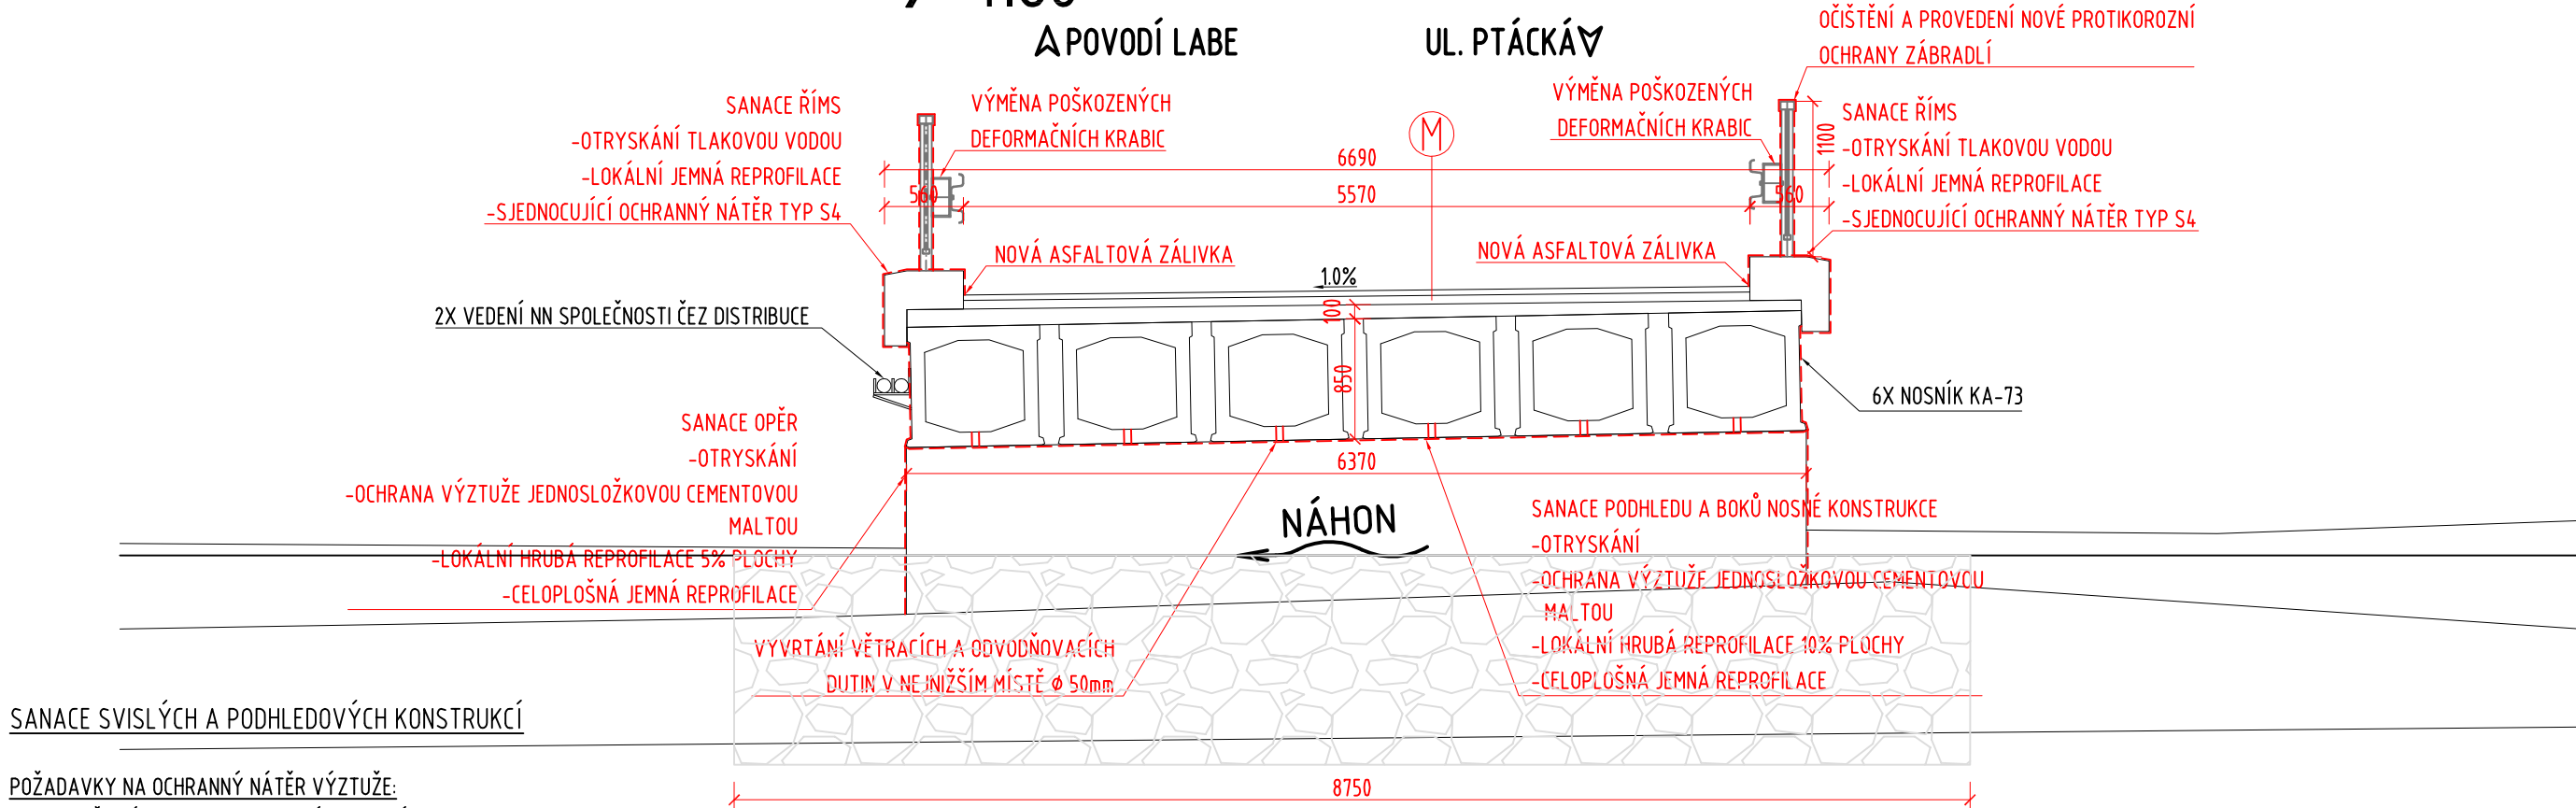 POVODÍ LABE
UL. PTÁCKÁ
OČIŠTĚNÍ A PROVEDENÍ NOVÉ PROTIKOROZNÍ
OCHRANY ZÁBRADLÍ
SANACE ŘÍMS
-OTRYSKÁNÍ TLAKOVOU VODOU
-LOKÁLNÍ JEMNÁ REPROFILACE
-SJEDNOCUJÍCÍ OCHRANNÝ NÁTĚR TYP S4
VÝMĚNA POŠKOZENÝCH
DEFORMAČNÍCH KRABIC
M
VÝMĚNA POŠKOZENÝCH
DEFORMAČNÍCH KRABIC
1100
SANACE ŘÍMS
-OTRYSKÁNÍ TLAKOVOU VODOU
-LOKÁLNÍ JEMNÁ REPROFILACE
-SJEDNOCUJÍCÍ OCHRANNÝ NÁTĚR TYP S4
6690
560
5570
560
NOVÁ ASFALTOVÁ ZÁLIVKA
NOVÁ ASFALTOVÁ ZÁLIVKA
1.0%
100
2X VEDENÍ NN SPOLEČNOSTI ČEZ DISTRIBUCE
850
6X NOSNÍK KA-73
SANACE OPĚR
-OTRYSKÁNÍ
-OCHRANA VÝZTUŽE JEDNOSLOŽKOVOU CEMENTOVOU
MALTOU
-LOKÁLNÍ HRUBÁ REPROFILACE 5% PLOCHY
-CELOPLOŠNÁ JEMNÁ REPROFILACE
6370
NÁHON
SANACE PODHLEDU A BOKŮ NOSNÉ KONSTRUKCE
-OTRYSKÁNÍ
-OCHRANA VÝZTUŽE JEDNOSLOŽKOVOU CEMENTOVOU
MALTOU
-LOKÁLNÍ HRUBÁ REPROFILACE 10% PLOCHY
-CELOPLOŠNÁ JEMNÁ REPROFILACE
VYVRTÁNÍ VĚTRACÍCH A ODVODŇOVACÍCH
DUTIN V NEJNIŽŠÍM MÍSTĚ Ø 50mm
SANACE SVISLÝCH A PODHLEDOVÝCH KONSTRUKCÍ
POŽADAVKY NA OCHRANNÝ NÁTĚR VÝZTUŽE:
8750